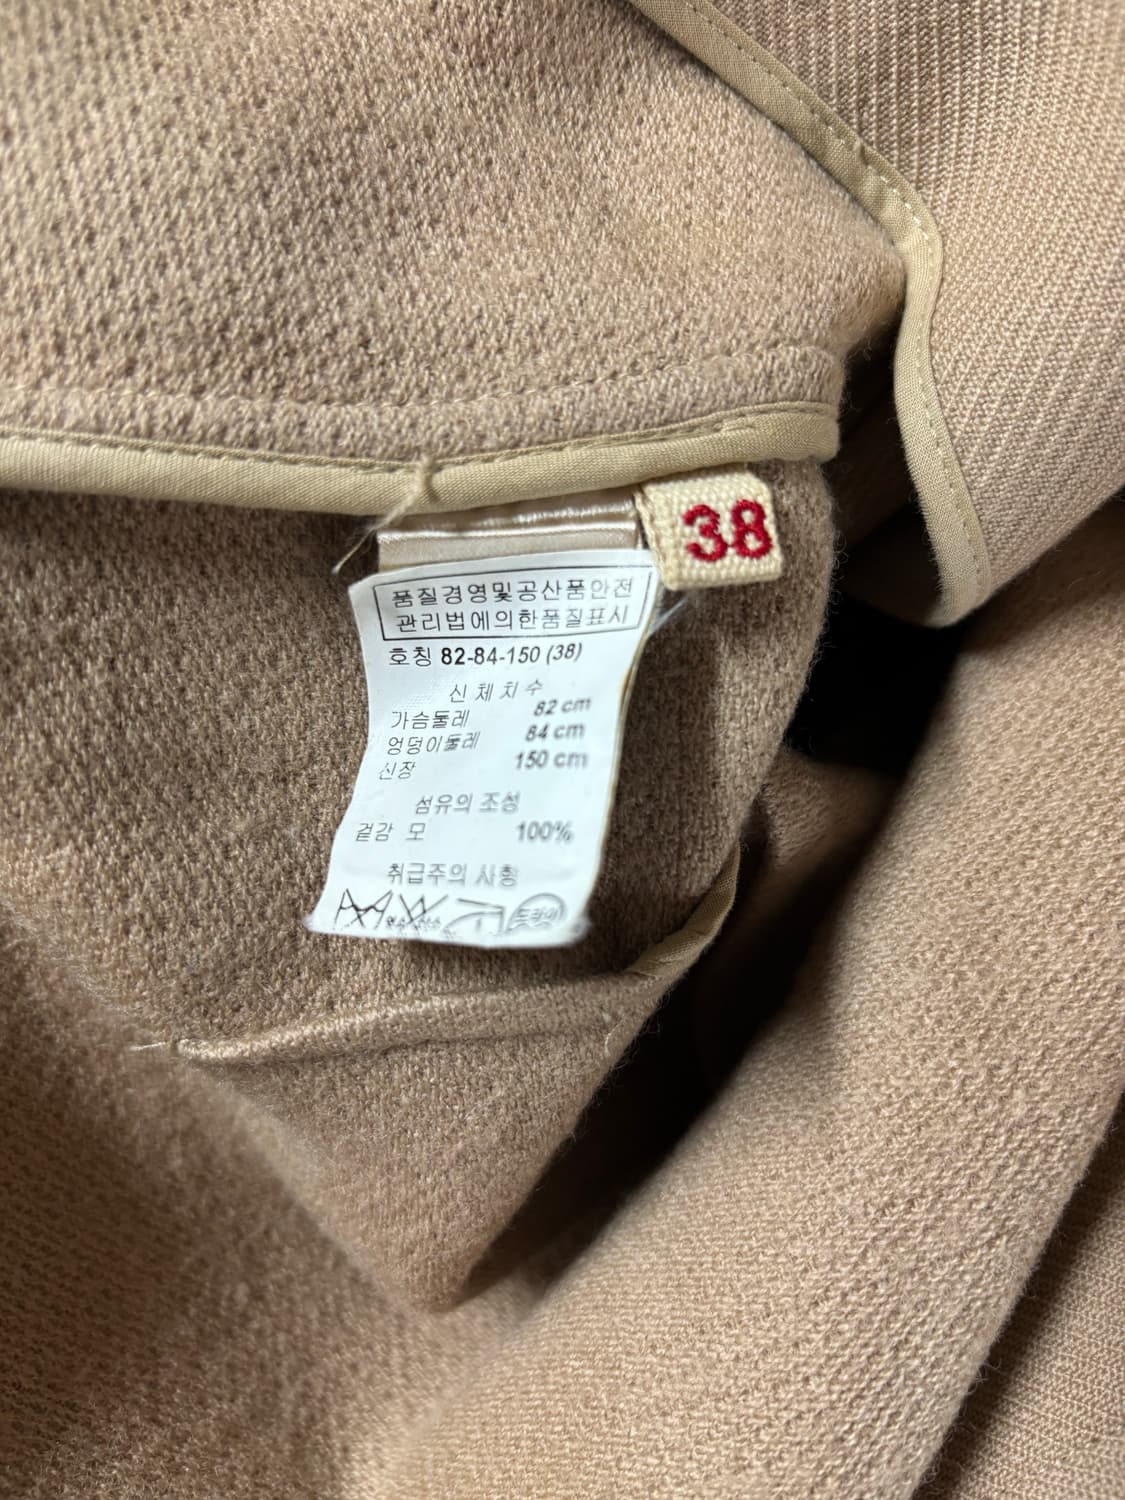 38
품질경영및공산품안전
관리법에의한품질표시
호칭 82-84-150 (38)
신체치수
가슴둘레 82 cm
엉덩이둘레 84 cm
신장 150 cm
섬유의 조성
겉감 모 100%
취급주의 사항
드라이